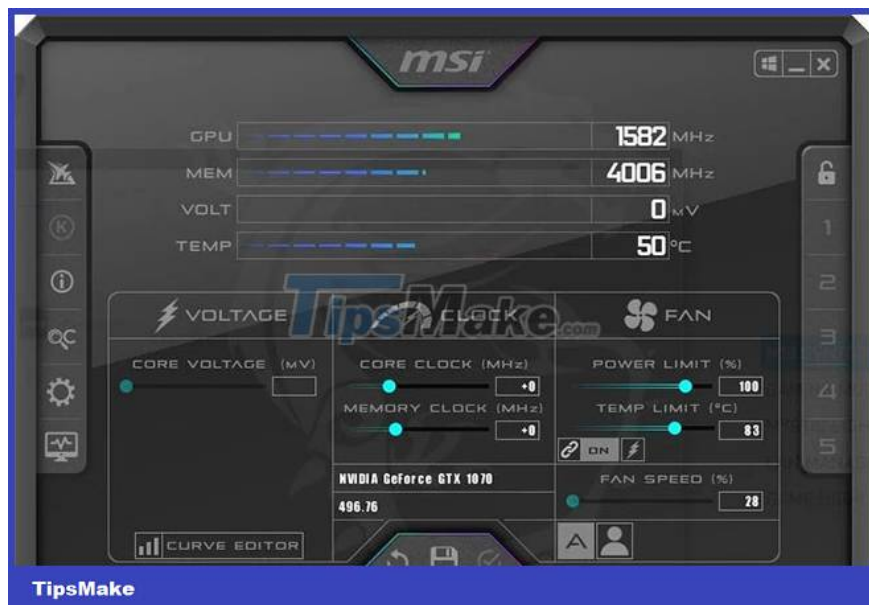 msi
GPU 1582 MHz
MEM 4006 MHz
VOLT 0 MV
TEMP 50 °C
K
1
2
3
4
5
TipsMake.com
VOLTAGE CLOCK FAN
CORE VOLTAGE (MV) CORE CLOCK (MHz) POWER LIMIT (%)
+0 100
MEMORY CLOCK (MHz) TEMP LIMIT (°C)
+0 83
ON
NVIDIA GeForce GTX 1070 FAN SPEED (%)
496.76 28
CURVE EDITOR A
TipsMake